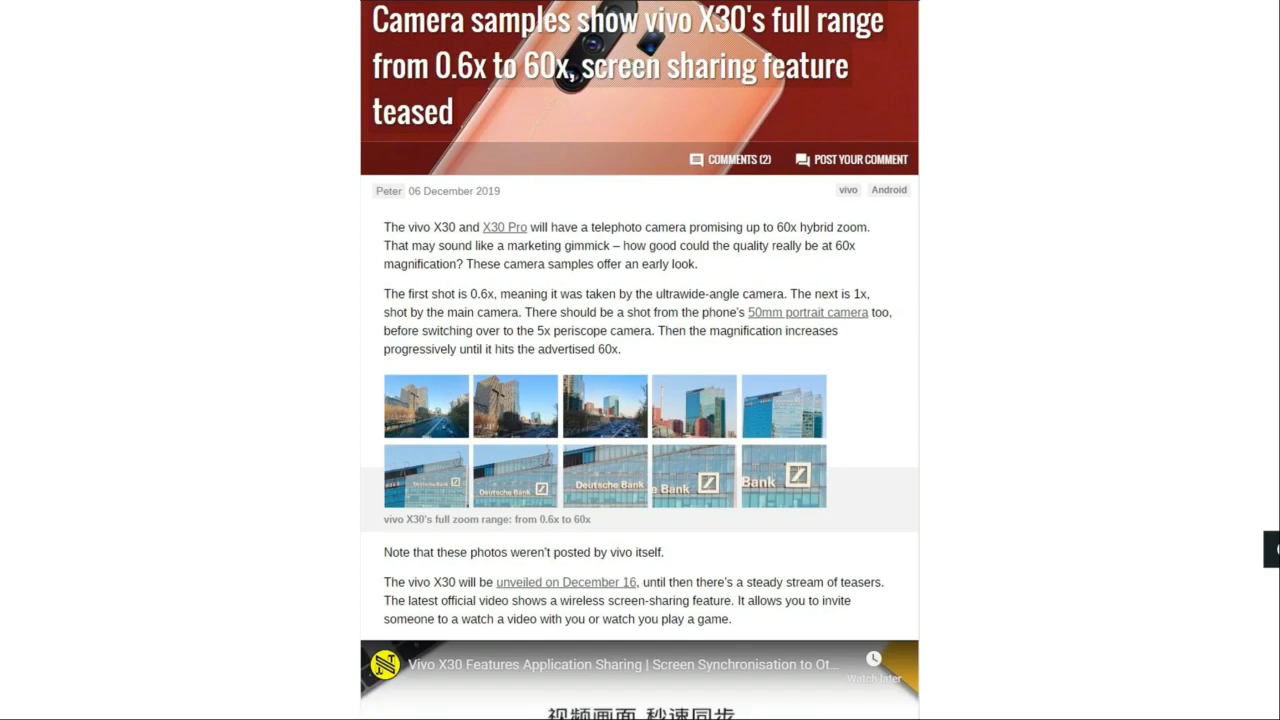 Camera samples show vivo X30's full range
from 0.6x to 60x, screen sharing feature
teased
COMMENTS (2) POST YOUR COMMENT
Peter 06 December 2019 vivo Android
The vivo X30 and X30 Pro will have a telephoto camera promising up to 60x hybrid zoom.
That may sound like a marketing gimmick – how good could the quality really be at 60x
magnification? These camera samples offer an early look.
The first shot is 0.6x, meaning it was taken by the ultrawide-angle camera. The next is 1x,
shot by the main camera. There should be a shot from the phone's 50mm portrait camera too,
before switching over to the 5x periscope camera. Then the magnification increases
progressively until it hits the advertised 60x.
Deutsche Bank Deutsche Bank Deutsche Bank e Bank Bank
vivo X30's full zoom range: from 0.6x to 60x
Note that these photos weren't posted by vivo itself.
The vivo X30 will be unveiled on December 16, until then there's a steady stream of teasers.
The latest official video shows a wireless screen-sharing feature. It allows you to invite
someone to a watch a video with you or watch you play a game.
Vivo X30 Features Application Sharing | Screen Synchronisation to Ot...
Watch later
视频画面 秒速同步